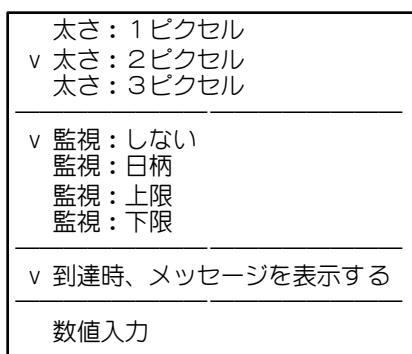 太さ：１ピクセル
v 太さ：２ピクセル
太さ：３ピクセル
v 監視：しない
監視：日柄
監視：上限
監視：下限
v 到達時、メッセージを表示する
数値入力